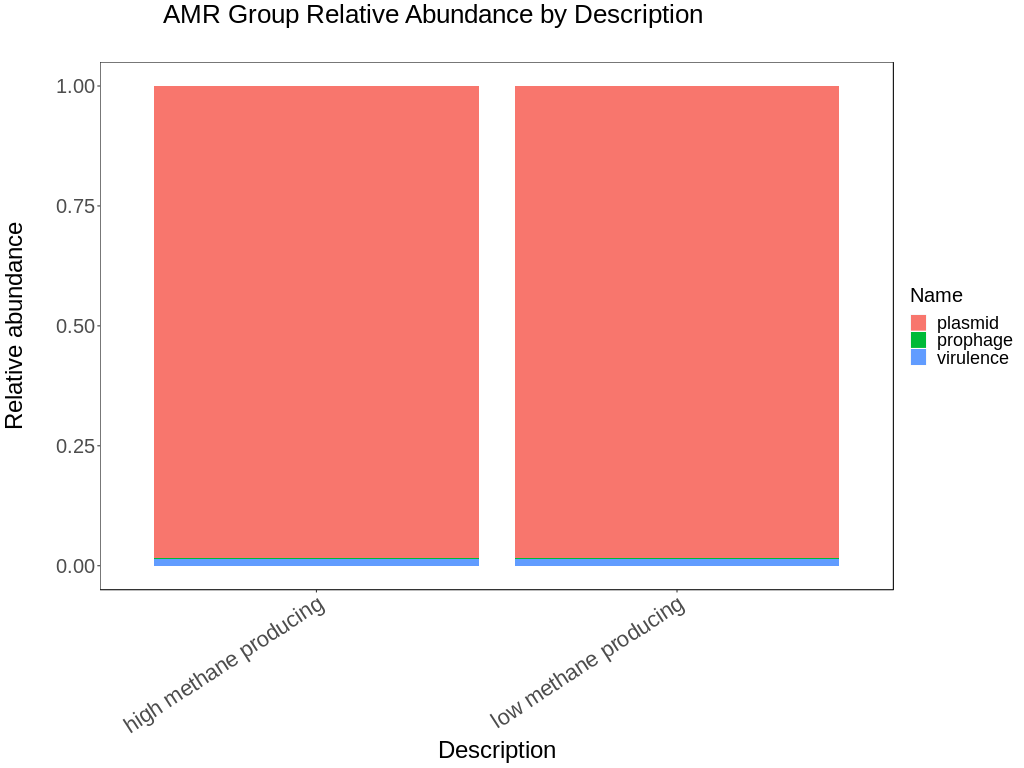 AMR Group Relative Abundance by Description
Relative abundance
1.00
0.75
0.50
0.25
0.00
high methane producing
low methane producing
Description
Name
plasmid
prophage
virulence